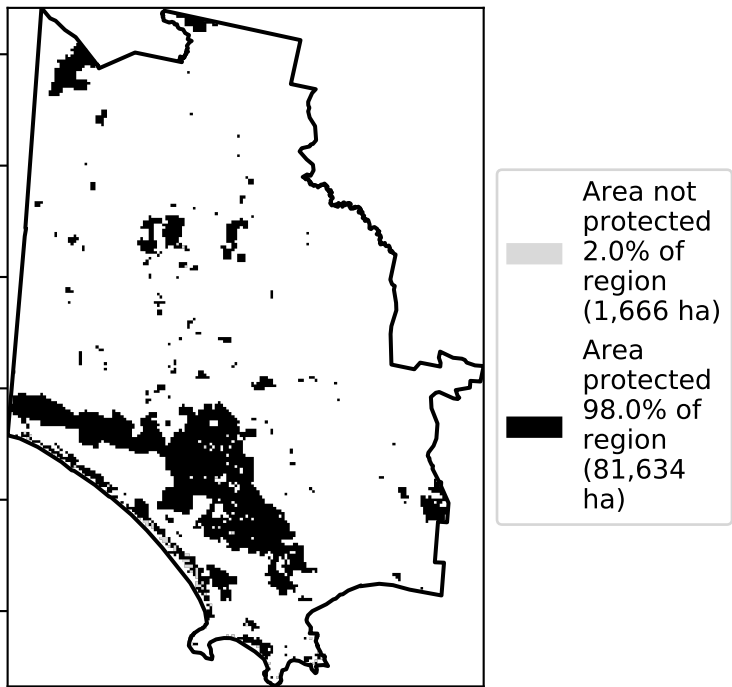 Area not
protected
2.0% of
region
(1,666 ha)
Area
protected
98.0% of
region
(81,634
ha)